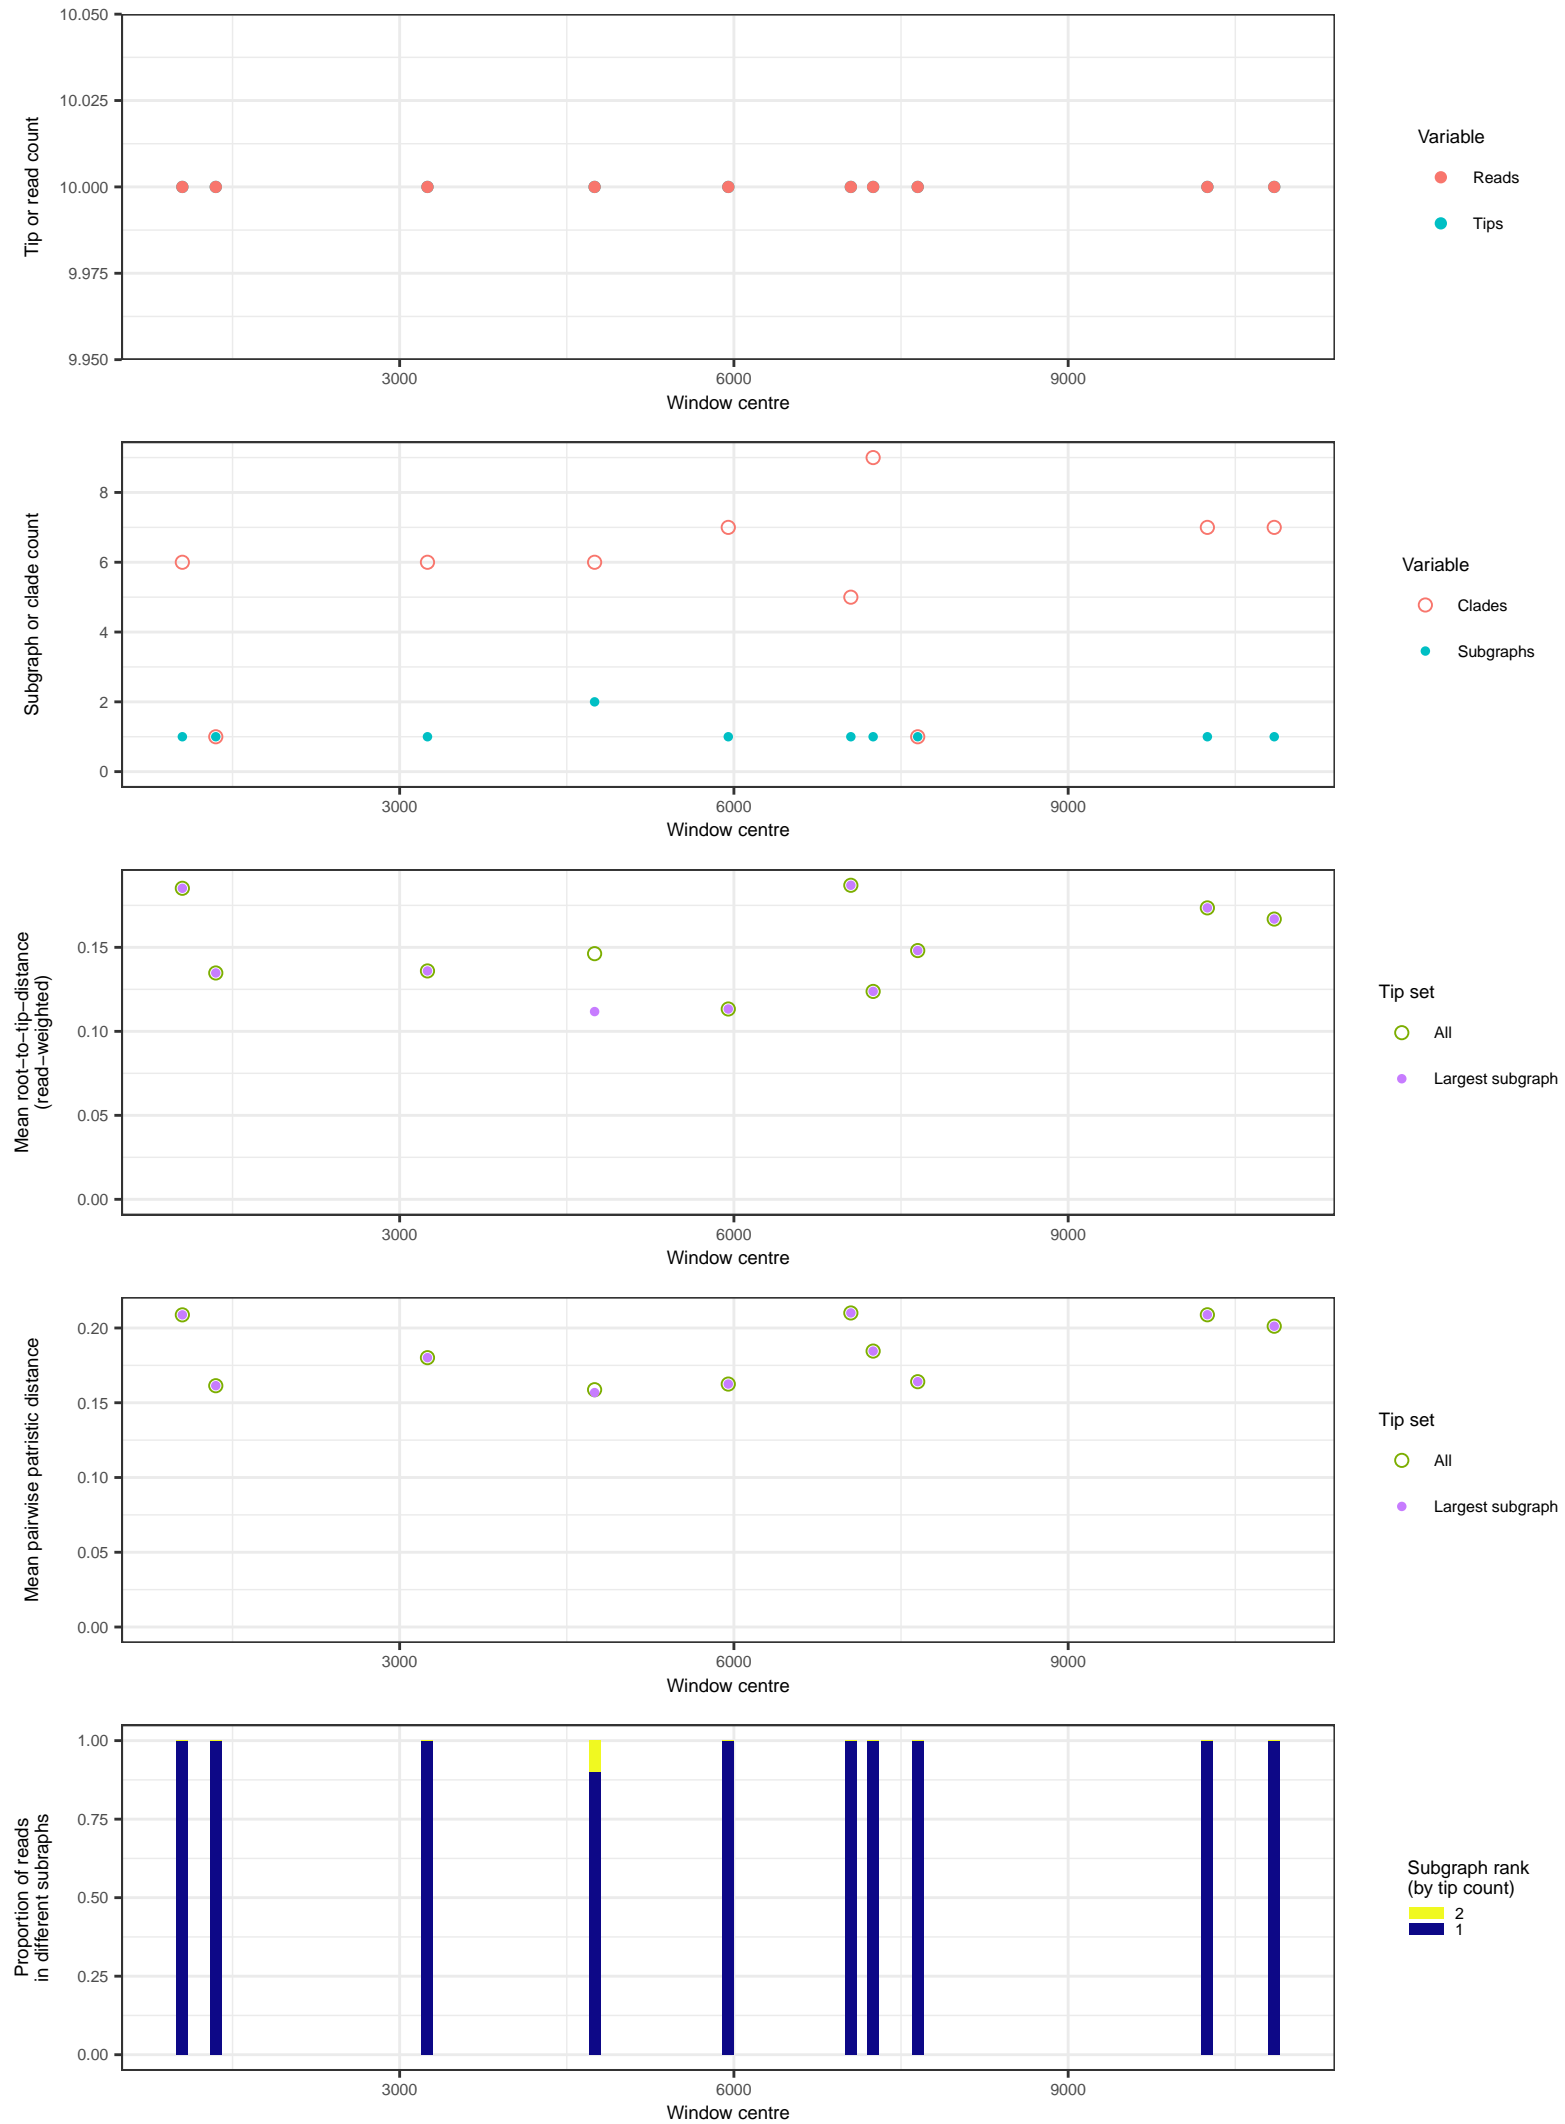 10.050
10.025
10.000
9.975
9.950
Tip or read count
3000
6000
9000
Window centre
Variable
Reads
Tips
8
6
4
2
0
Subgraph or clade count
3000
6000
9000
Window centre
Variable
Clades
Subgraphs
0.15
0.10
0.05
0.00
Mean root−to−tip−distance
(read−weighted)
3000
6000
9000
Window centre
Tip set
All
Largest subgraph
0.20
0.15
0.10
0.05
0.00
Mean pairwise patristic distance
3000
6000
9000
Window centre
Tip set
All
Largest subgraph
1.00
0.75
0.50
0.25
0.00
Proportion of reads
in different subraphs
3000
6000
9000
Window centre
Subgraph rank
(by tip count)
2
1